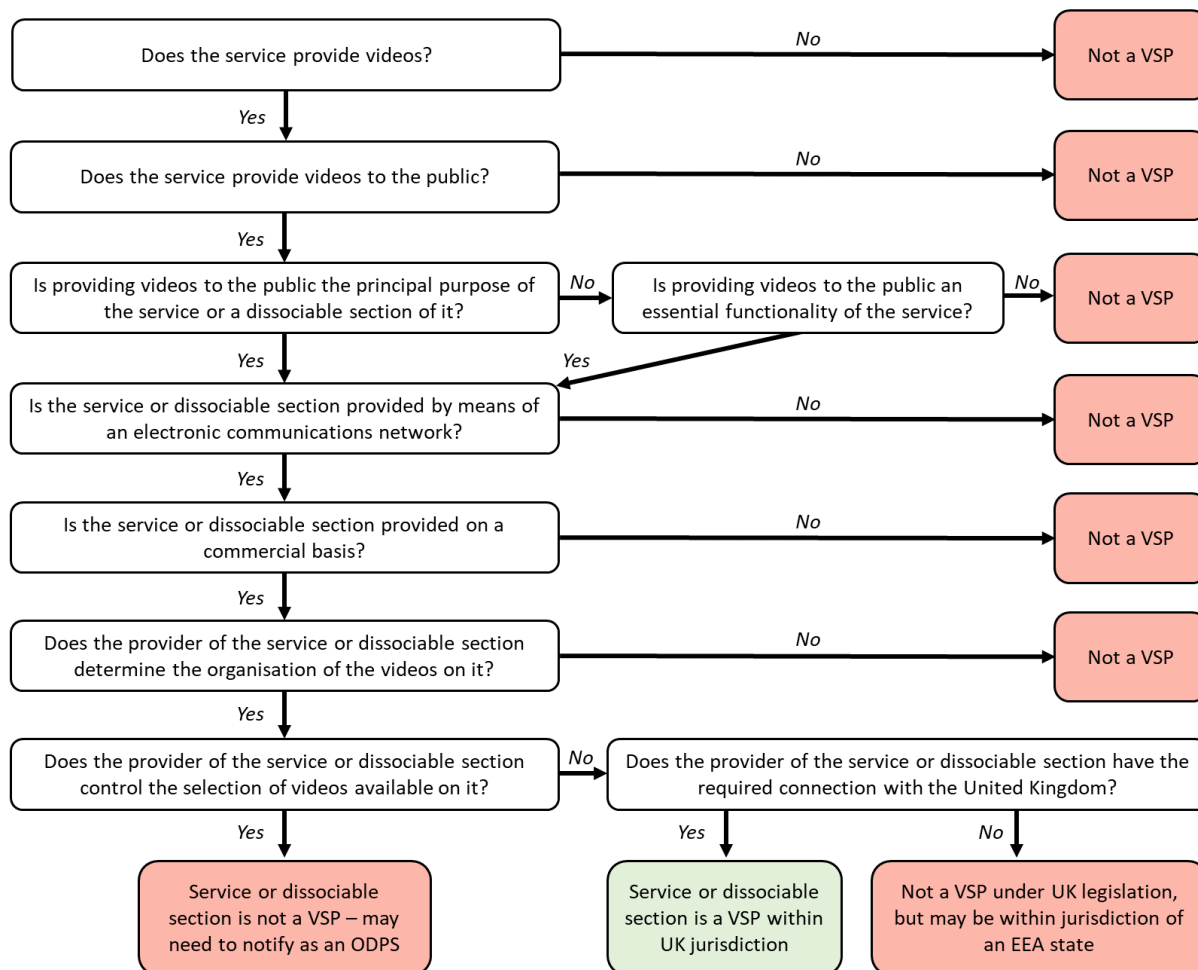 Does the service provide videos?
No
Not a VSP
Yes
Does the service provide videos to the public?
No
Not a VSP
Yes
Is providing videos to the public the principal purpose of
the service or a dissociable section of it?
No
Is providing videos to the public an
essential functionality of the service?
No
Not a VSP
Yes
Yes
Is the service or dissociable section provided by means of
an electronic communications network?
No
Not a VSP
Yes
Is the service or dissociable section provided on a
commercial basis?
No
Not a VSP
Yes
Does the provider of the service or dissociable section
determine the organisation of the videos on it?
No
Not a VSP
Yes
Does the provider of the service or dissociable section
control the selection of videos available on it?
No
Does the provider of the service or dissociable section have the
required connection with the United Kingdom?
Yes
Yes
No
Service or dissociable
section is not a VSP – may
need to notify as an ODPS
Service or dissociable
section is a VSP within
UK jurisdiction
Not a VSP under UK legislation,
but may be within jurisdiction of
an EEA state